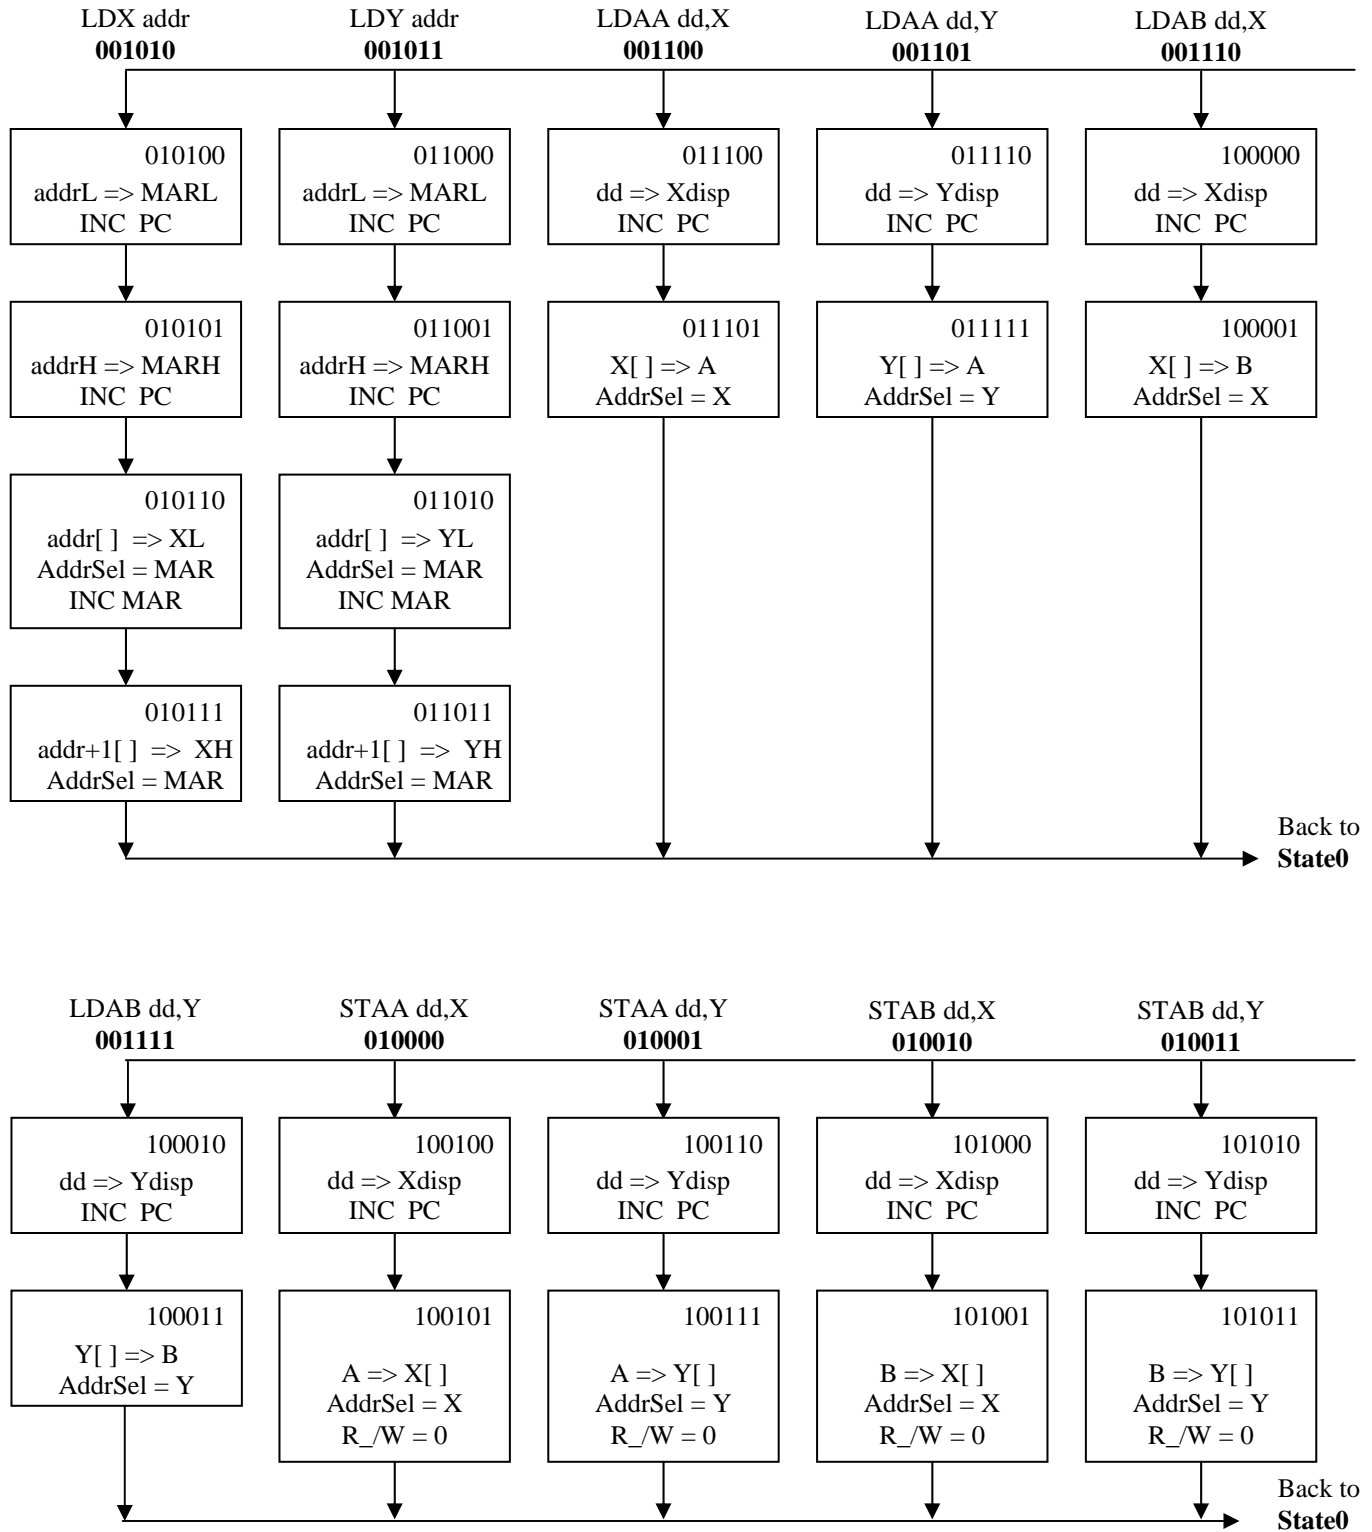 LDX addr
001010
LDY addr
001011
LDAA dd,X
001100
LDAA dd,Y
001101
LDAB dd,X
001110
010100
addrL => MARL
INC PC
011000
addrL => MARL
INC PC
011100
dd => Xdisp
INC PC
011110
dd => Ydisp
INC PC
100000
dd => Xdisp
INC PC
010101
addrH => MARH
INC PC
011001
addrH => MARH
INC PC
011101
X[ ] => A
AddrSel = X
011111
Y[ ] => A
AddrSel = Y
100001
X[ ] => B
AddrSel = X
010110
addr[ ] => XL
AddrSel = MAR
INC MAR
011010
addr[ ] => YL
AddrSel = MAR
INC MAR
010111
addr+1[ ] => XH
AddrSel = MAR
011011
addr+1[ ] => YH
AddrSel = MAR
Back to
State0
LDAB dd,Y
001111
STAA dd,X
010000
STAA dd,Y
010001
STAB dd,X
010010
STAB dd,Y
010011
100010
dd => Ydisp
INC PC
100100
dd => Xdisp
INC PC
100110
dd => Ydisp
INC PC
101000
dd => Xdisp
INC PC
101010
dd => Ydisp
INC PC
100011
Y[ ] => B
AddrSel = Y
100101
A => X[ ]
AddrSel = X
R_/W = 0
100111
A => Y[ ]
AddrSel = Y
R_/W = 0
101001
B => X[ ]
AddrSel = X
R_/W = 0
101011
B => Y[ ]
AddrSel = Y
R_/W = 0
Back to
State0